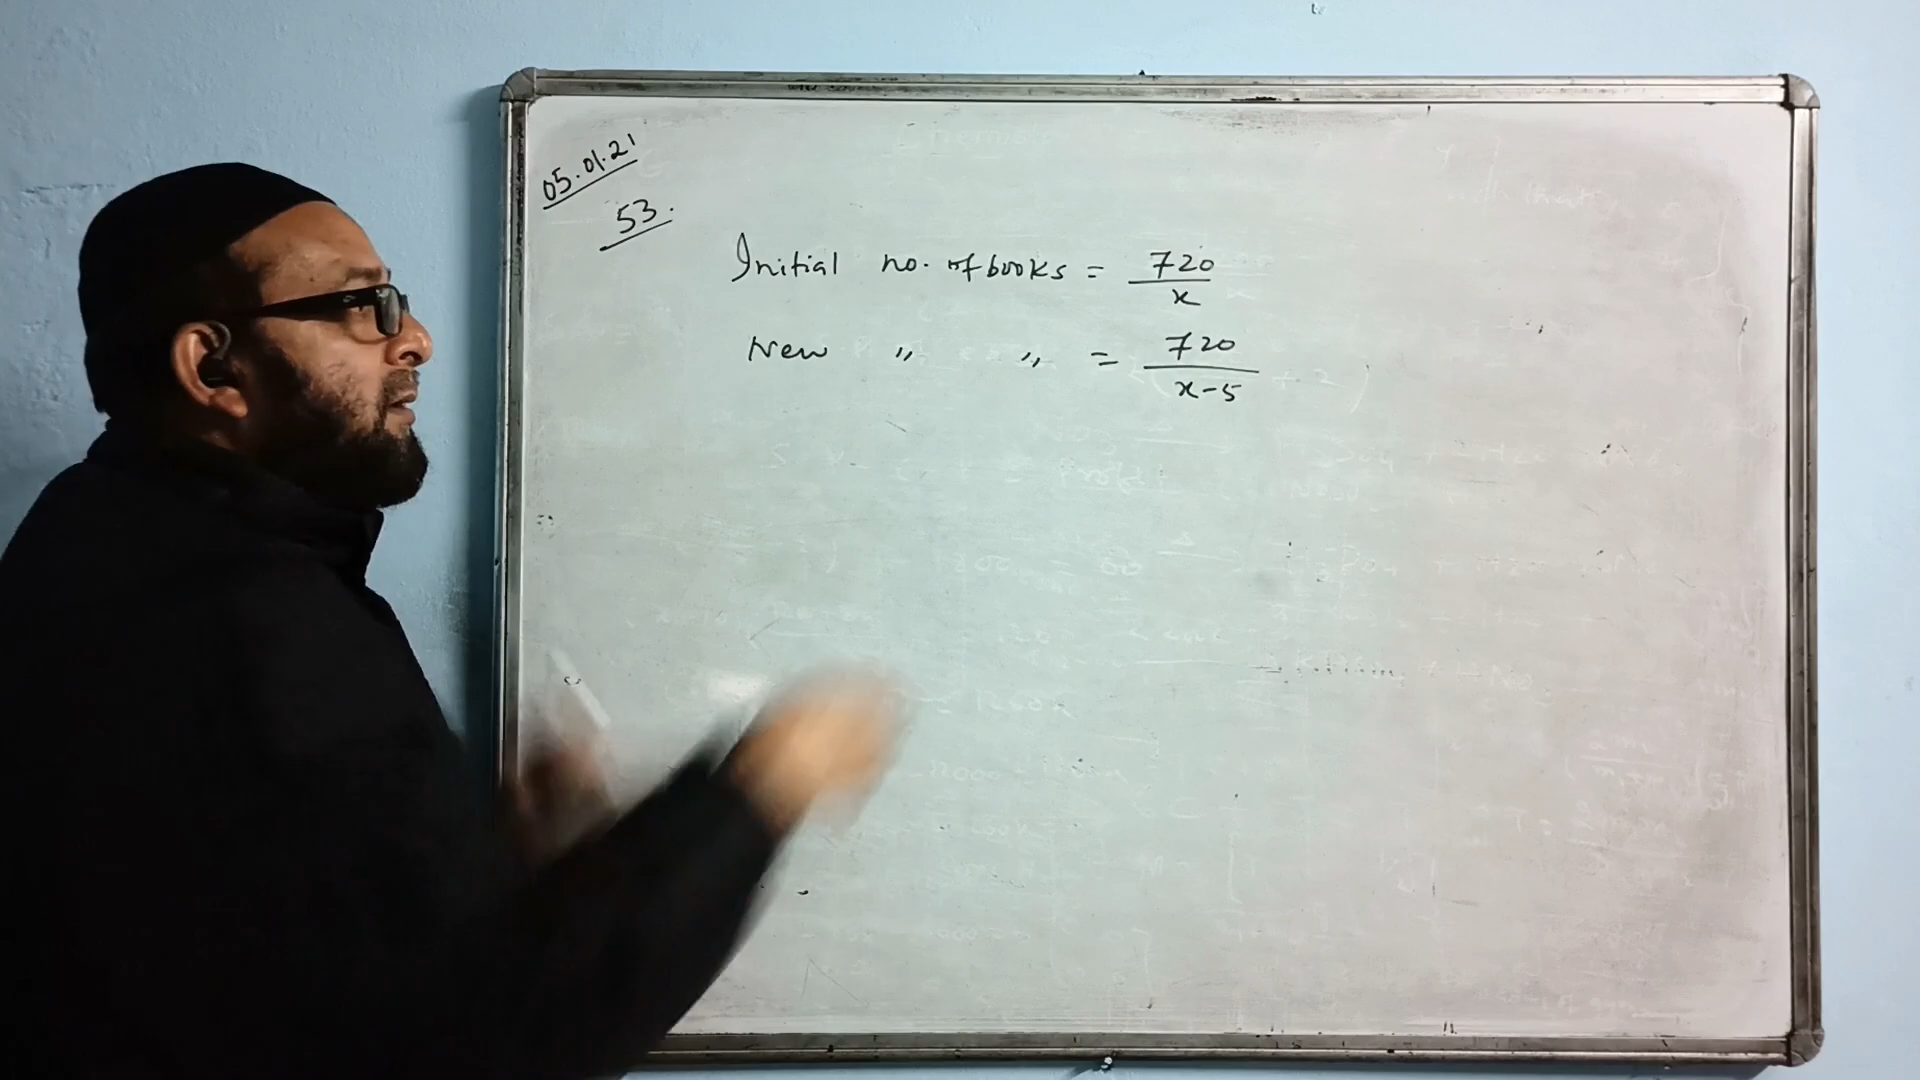 05.01.21
53.
Initial no. of books = 720/x
New " " = 720/x-5